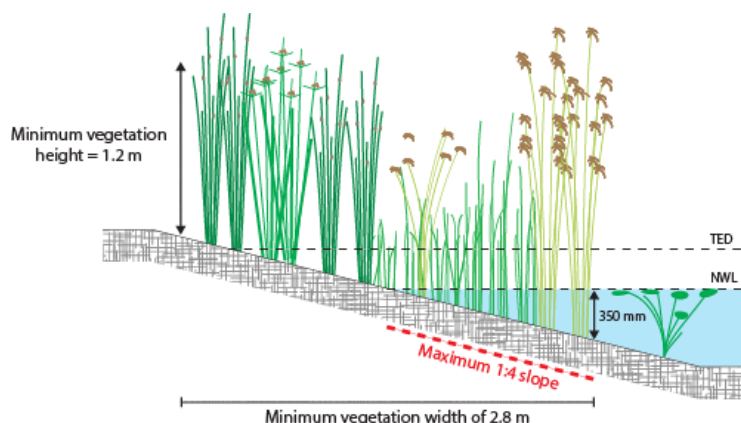 Minimum vegetation
height = 1.2 m
TED
NWL
350 mm
Maximum 1:4 slope
Minimum vegetation width of 2.8 m